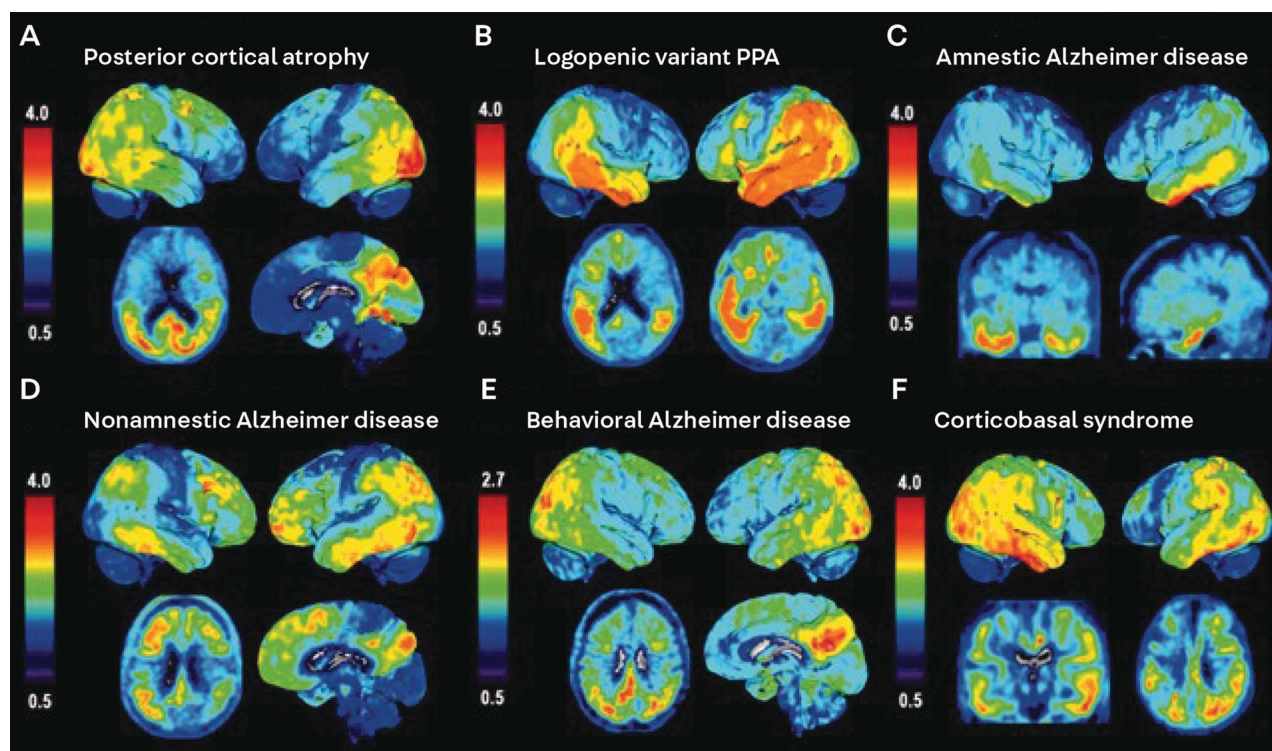 A
Posterior cortical atrophy
4.0
0.5
B
Logopenic variant PPA
4.0
0.5
C
Amnestic Alzheimer disease
4.0
0.5
D
Nonamnestic Alzheimer disease
4.0
0.5
E
Behavioral Alzheimer disease
2.7
0.5
F
Corticobasal syndrome
4.0
0.5